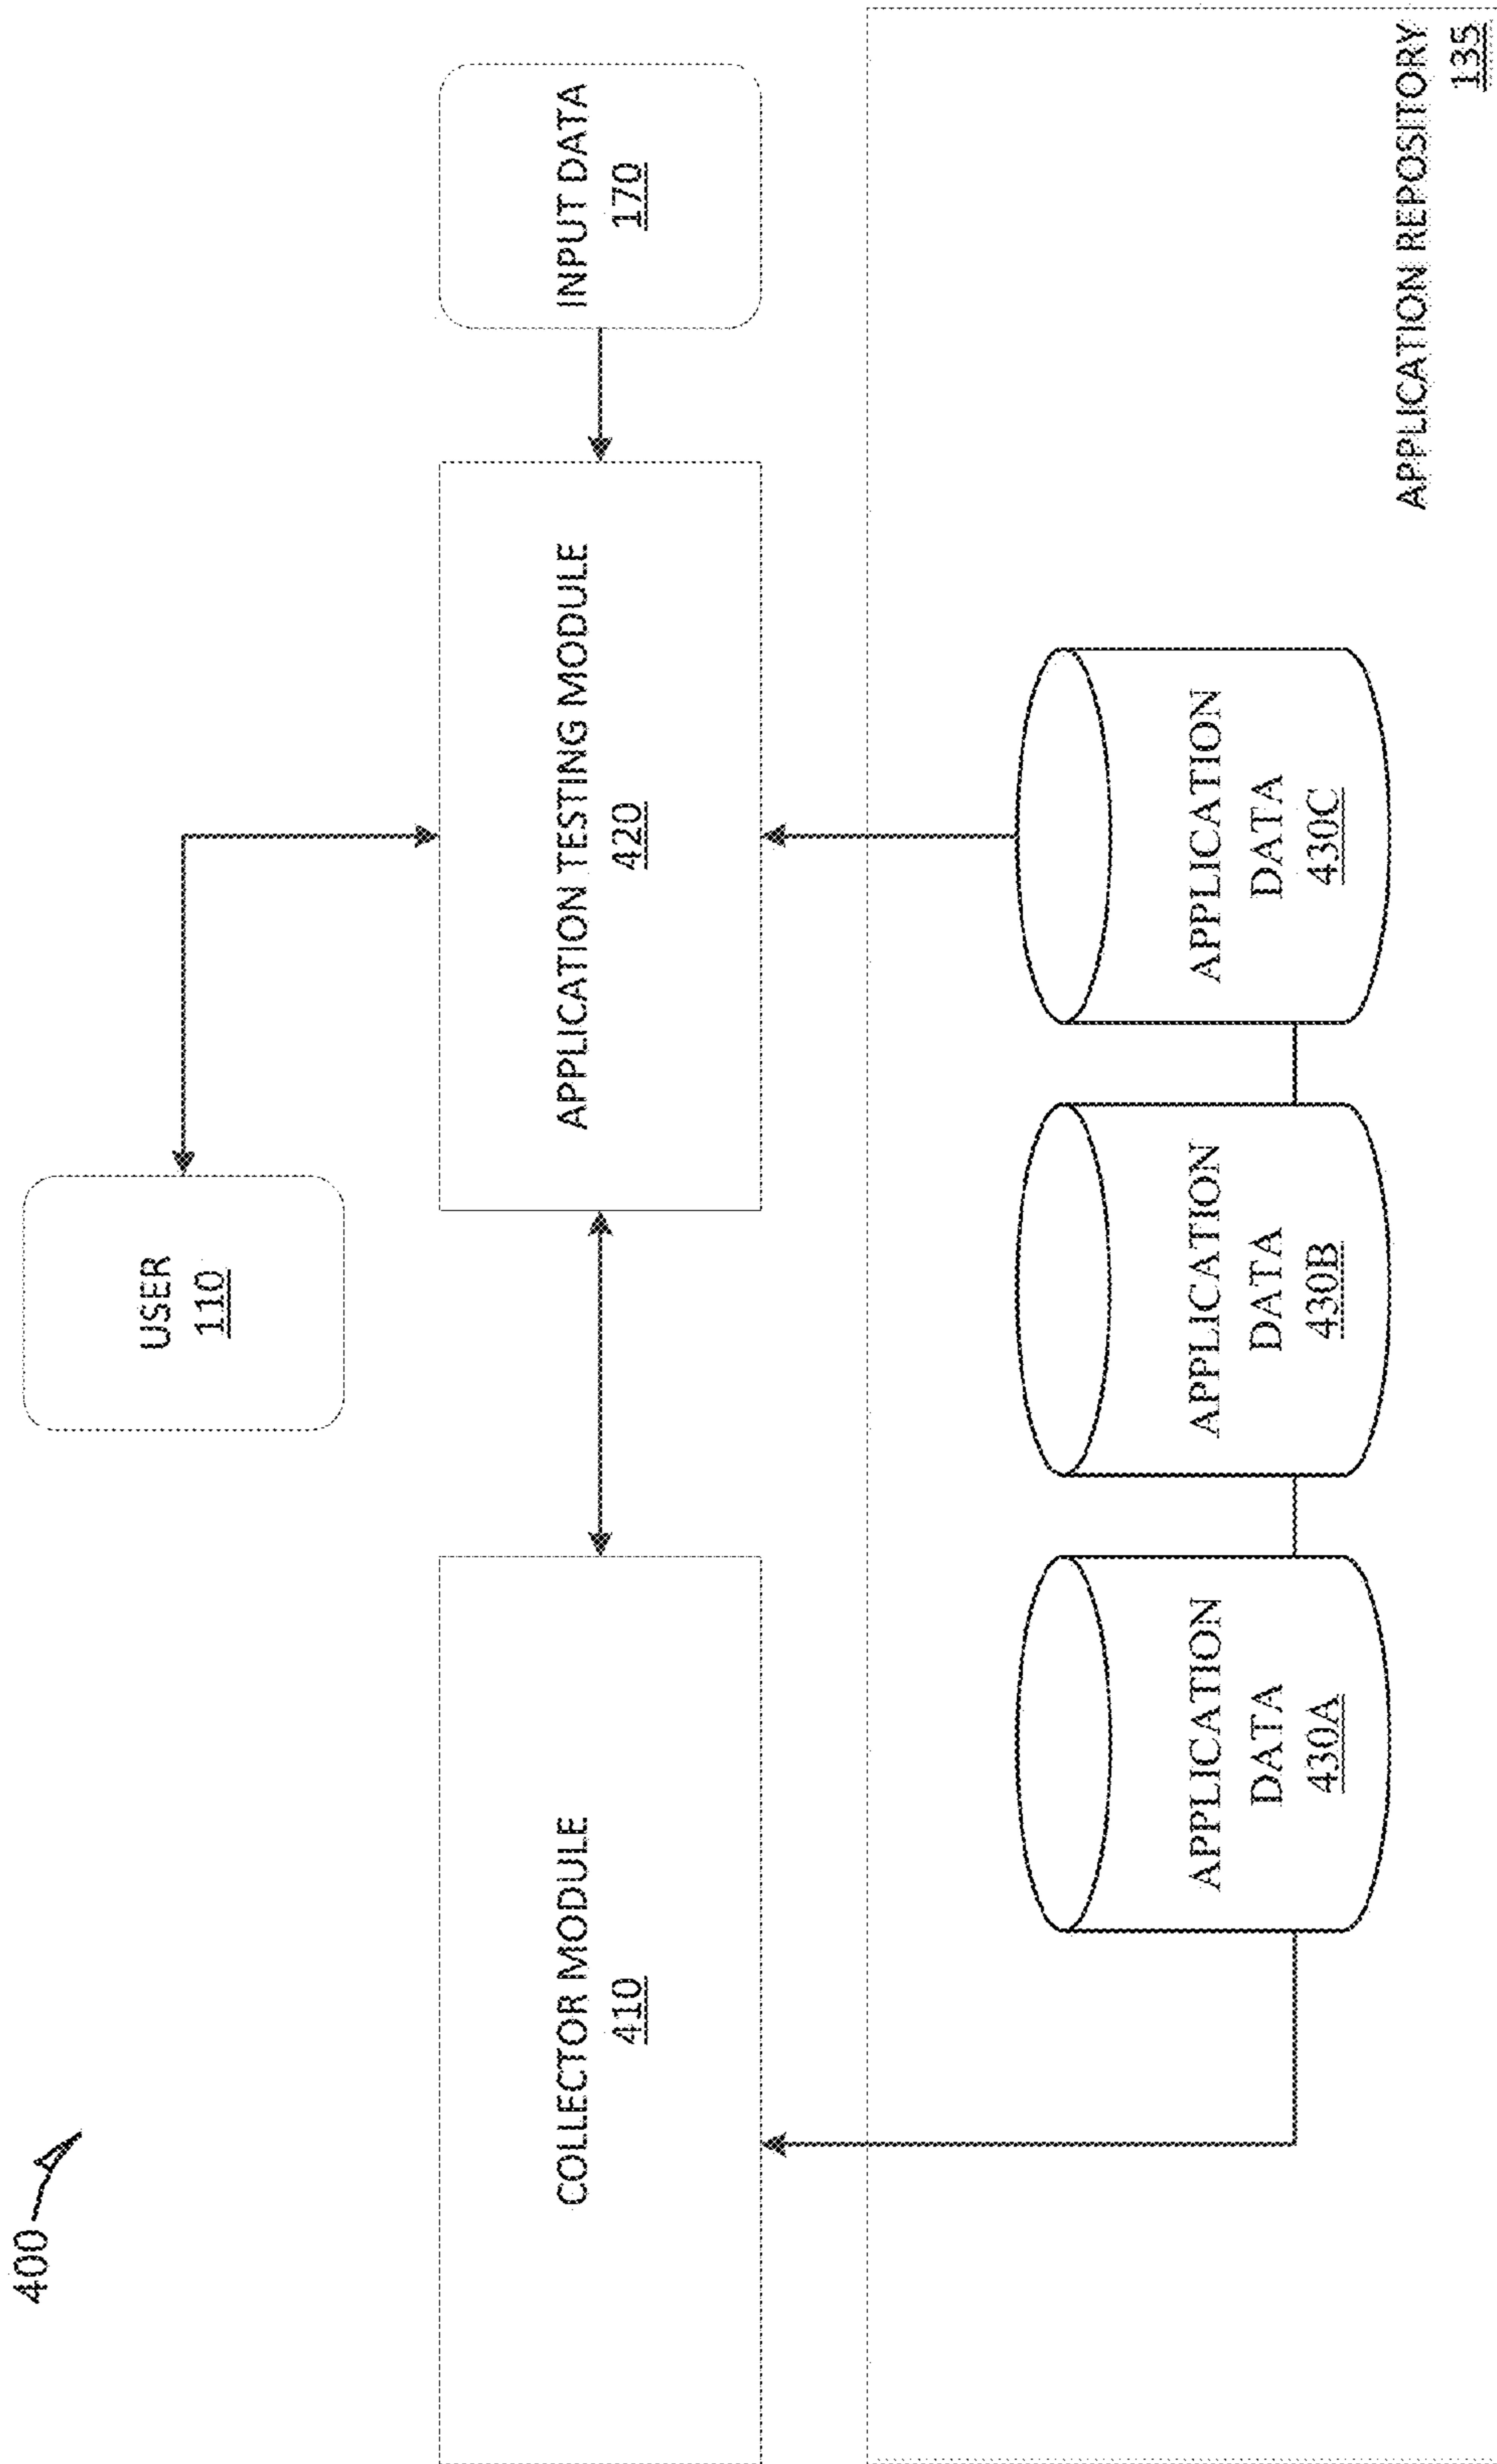 400
USER
110
COLLECTOR MODULE
410
APPLICATION TESTING MODULE
420
INPUT DATA
170
APPLICATION
DATA
430A
APPLICATION
DATA
430B
APPLICATION
DATA
430C
APPLICATION REPOSITORY
135